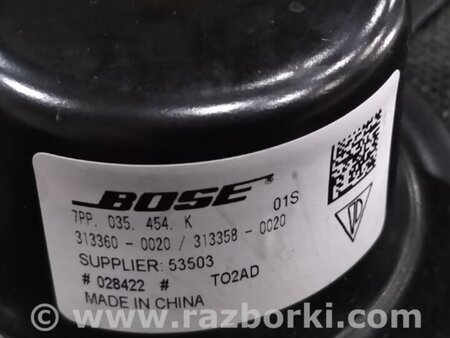 BOSE 01S
7PP. 035. 454. K
313360 - 0020 / 313358 - 0020
SUPPLIER: 53503
# 028422 # TO2AD
MADE IN CHINA
© www.razborki.com